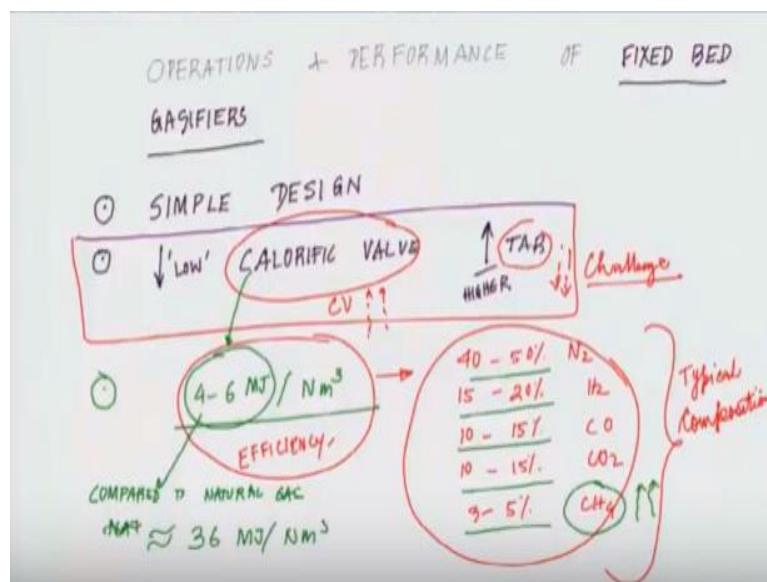 OPERATIONS + PERFORMANCE OF FIXED BED
GASIFIERS
SIMPLE DESIGN
↓ 'LOW' CALORIFIC VALVE ↑ HIGHER TAR ↓↓ Challenge
CV ↑↑
4-6 MJ/Nm³ → 40 - 50% N2
15 - 20% H2
EFFICIENCY, 10 - 15% CO
10 - 15% CO2
3 - 5% CH4 ↑↑
Typical
Composition
COMPARED TO NATURAL GAS
≈ 36 MJ/Nm³